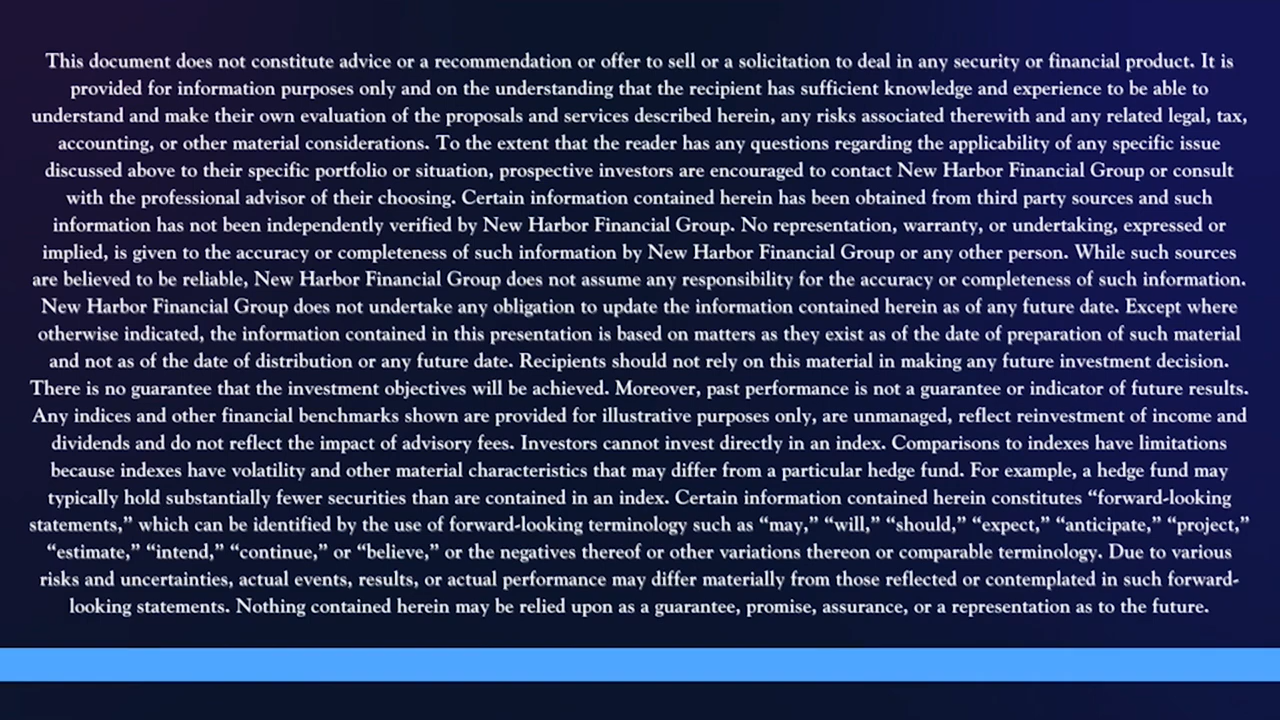 This document does not constitute advice or a recommendation or offer to sell or a solicitation to deal in any security or financial product. It is
provided for information purposes only and on the understanding that the recipient has sufficient knowledge and experience to be able to
understand and make their own evaluation of the proposals and services described herein, any risks associated therewith and any related legal, tax,
accounting, or other material considerations. To the extent that the reader has any questions regarding the applicability of any specific issue
discussed above to their specific portfolio or situation, prospective investors are encouraged to contact New Harbor Financial Group or consult
with the professional advisor of their choosing. Certain information contained herein has been obtained from third party sources and such
information has not been independently verified by New Harbor Financial Group. No representation, warranty, or undertaking, expressed or
implied, is given to the accuracy or completeness of such information by New Harbor Financial Group or any other person. While such sources
are believed to be reliable, New Harbor Financial Group does not assume any responsibility for the accuracy or completeness of such information.
New Harbor Financial Group does not undertake any obligation to update the information contained herein as of any future date. Except where
otherwise indicated, the information contained in this presentation is based on matters as they exist as of the date of preparation of such material
and not as of the date of distribution or any future date. Recipients should not rely on this material in making any future investment decision.
There is no guarantee that the investment objectives will be achieved. Moreover, past performance is not a guarantee or indicator of future results.
Any indices and other financial benchmarks shown are provided for illustrative purposes only, are unmanaged, reflect reinvestment of income and
dividends and do not reflect the impact of advisory fees. Investors cannot invest directly in an index. Comparisons to indexes have limitations
because indexes have volatility and other material characteristics that may differ from a particular hedge fund. For example, a hedge fund may
typically hold substantially fewer securities than are contained in an index. Certain information contained herein constitutes “forward-looking
statements,” which can be identified by the use of forward-looking terminology such as “may,” “will,” “should,” “expect,” “anticipate,” “project,”
“estimate,” “intend,” “continue,” or “believe,” or the negatives thereof or other variations thereon or comparable terminology. Due to various
risks and uncertainties, actual events, results, or actual performance may differ materially from those reflected or contemplated in such forward-
looking statements. Nothing contained herein may be relied upon as a guarantee, promise, assurance, or a representation as to the future.